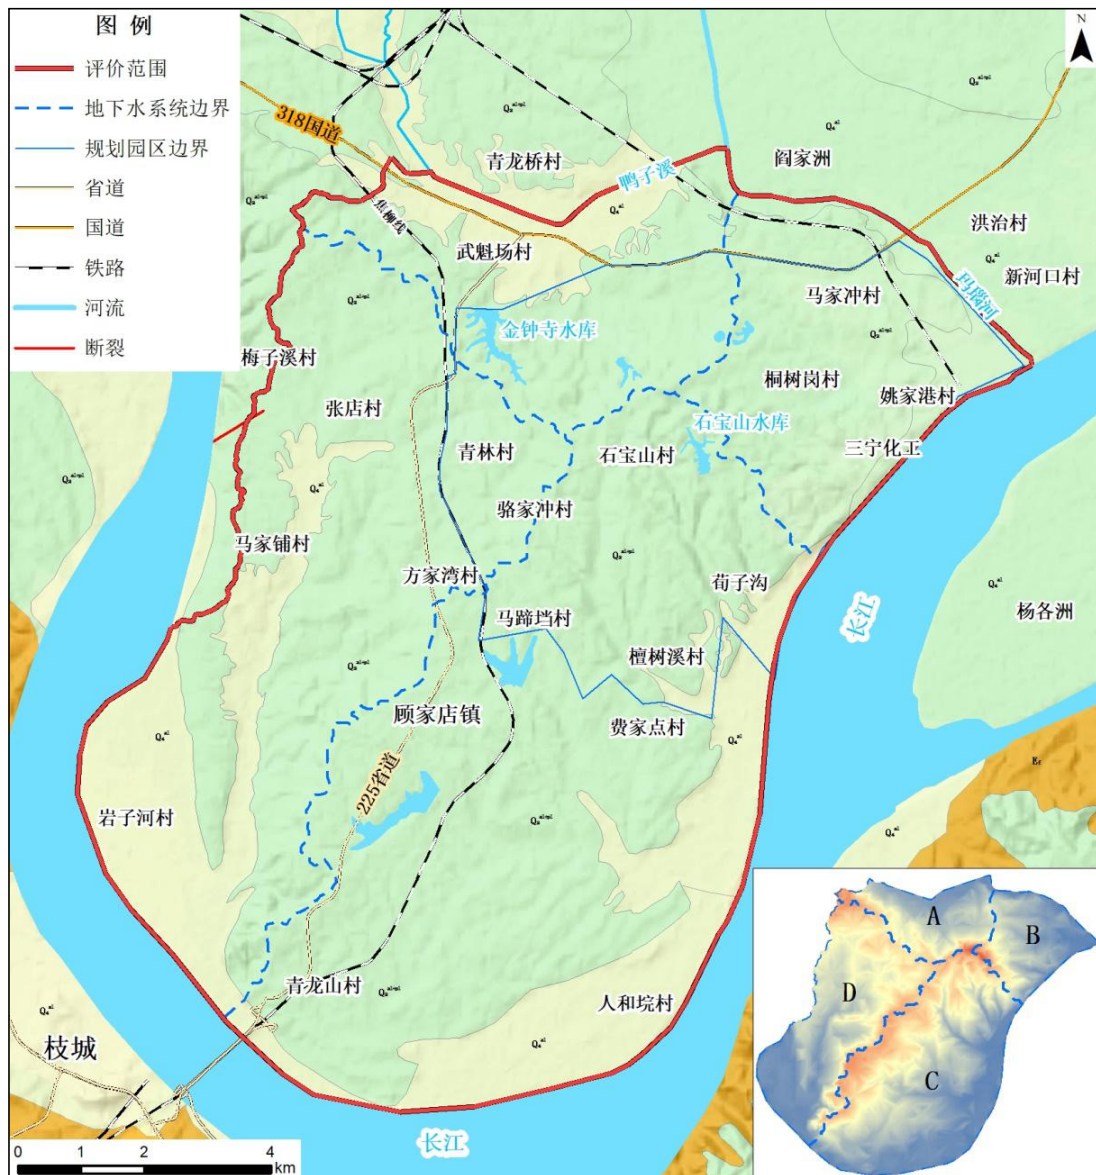 图 例
评价范围
地下水系统边界
规划园区边界
省道
国道
铁路
河流
断裂
N
318国道
焦柳线
青龙桥村
鸭子溪
阎家洲
洪治村
新河口村
玛瑙河
武魁场村
马家冲村
金钟寺水库
梅子溪村
张店村
桐树岗村
姚家港村
青林村
石宝山村
石宝山水库
三宁化工
骆家冲村
马家铺村
方家湾村
荀子沟
长江
杨各洲
马蹄垱村
檀树溪村
顾家店镇
费家点村
225省道
岩子河村
青龙山村
人和垸村
枝城
长江
0 1 2 4
km
A
B
C
D